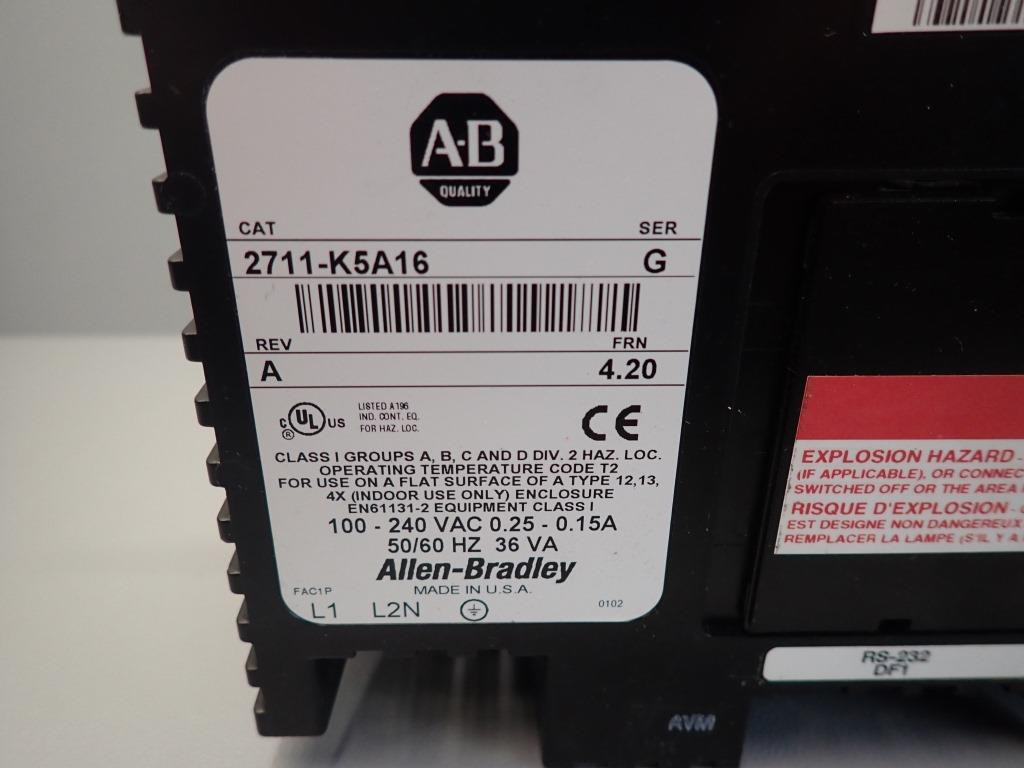 A-B
QUALITY
CAT SER
2711-K5A16 G
REV FRN
A 4.20
C UL US ® LISTED A196
IND. CONT. EQ.
FOR HAZ. LOC.
CE
CLASS I GROUPS A, B, C AND D DIV. 2 HAZ. LOC.
OPERATING TEMPERATURE CODE T2
FOR USE ON A FLAT SURFACE OF A TYPE 12,13,
4X (INDOOR USE ONLY) ENCLOSURE
EN61131-2 EQUIPMENT CLASS I
100 - 240 VAC 0.25 - 0.15A
50/60 HZ 36 VA
Allen-Bradley
FAC1P MADE IN U.S.A.
L1 L2N 0102
EXPLOSION HAZARD -
(IF APPLICABLE), OR CONNEC
SWITCHED OFF OR THE AREA
RISQUE D'EXPLOSION -
EST DESIGNE NON DANGEREUX
REMPLACER LA LAMPE (S'IL Y A
RS-232
DF1
AVM